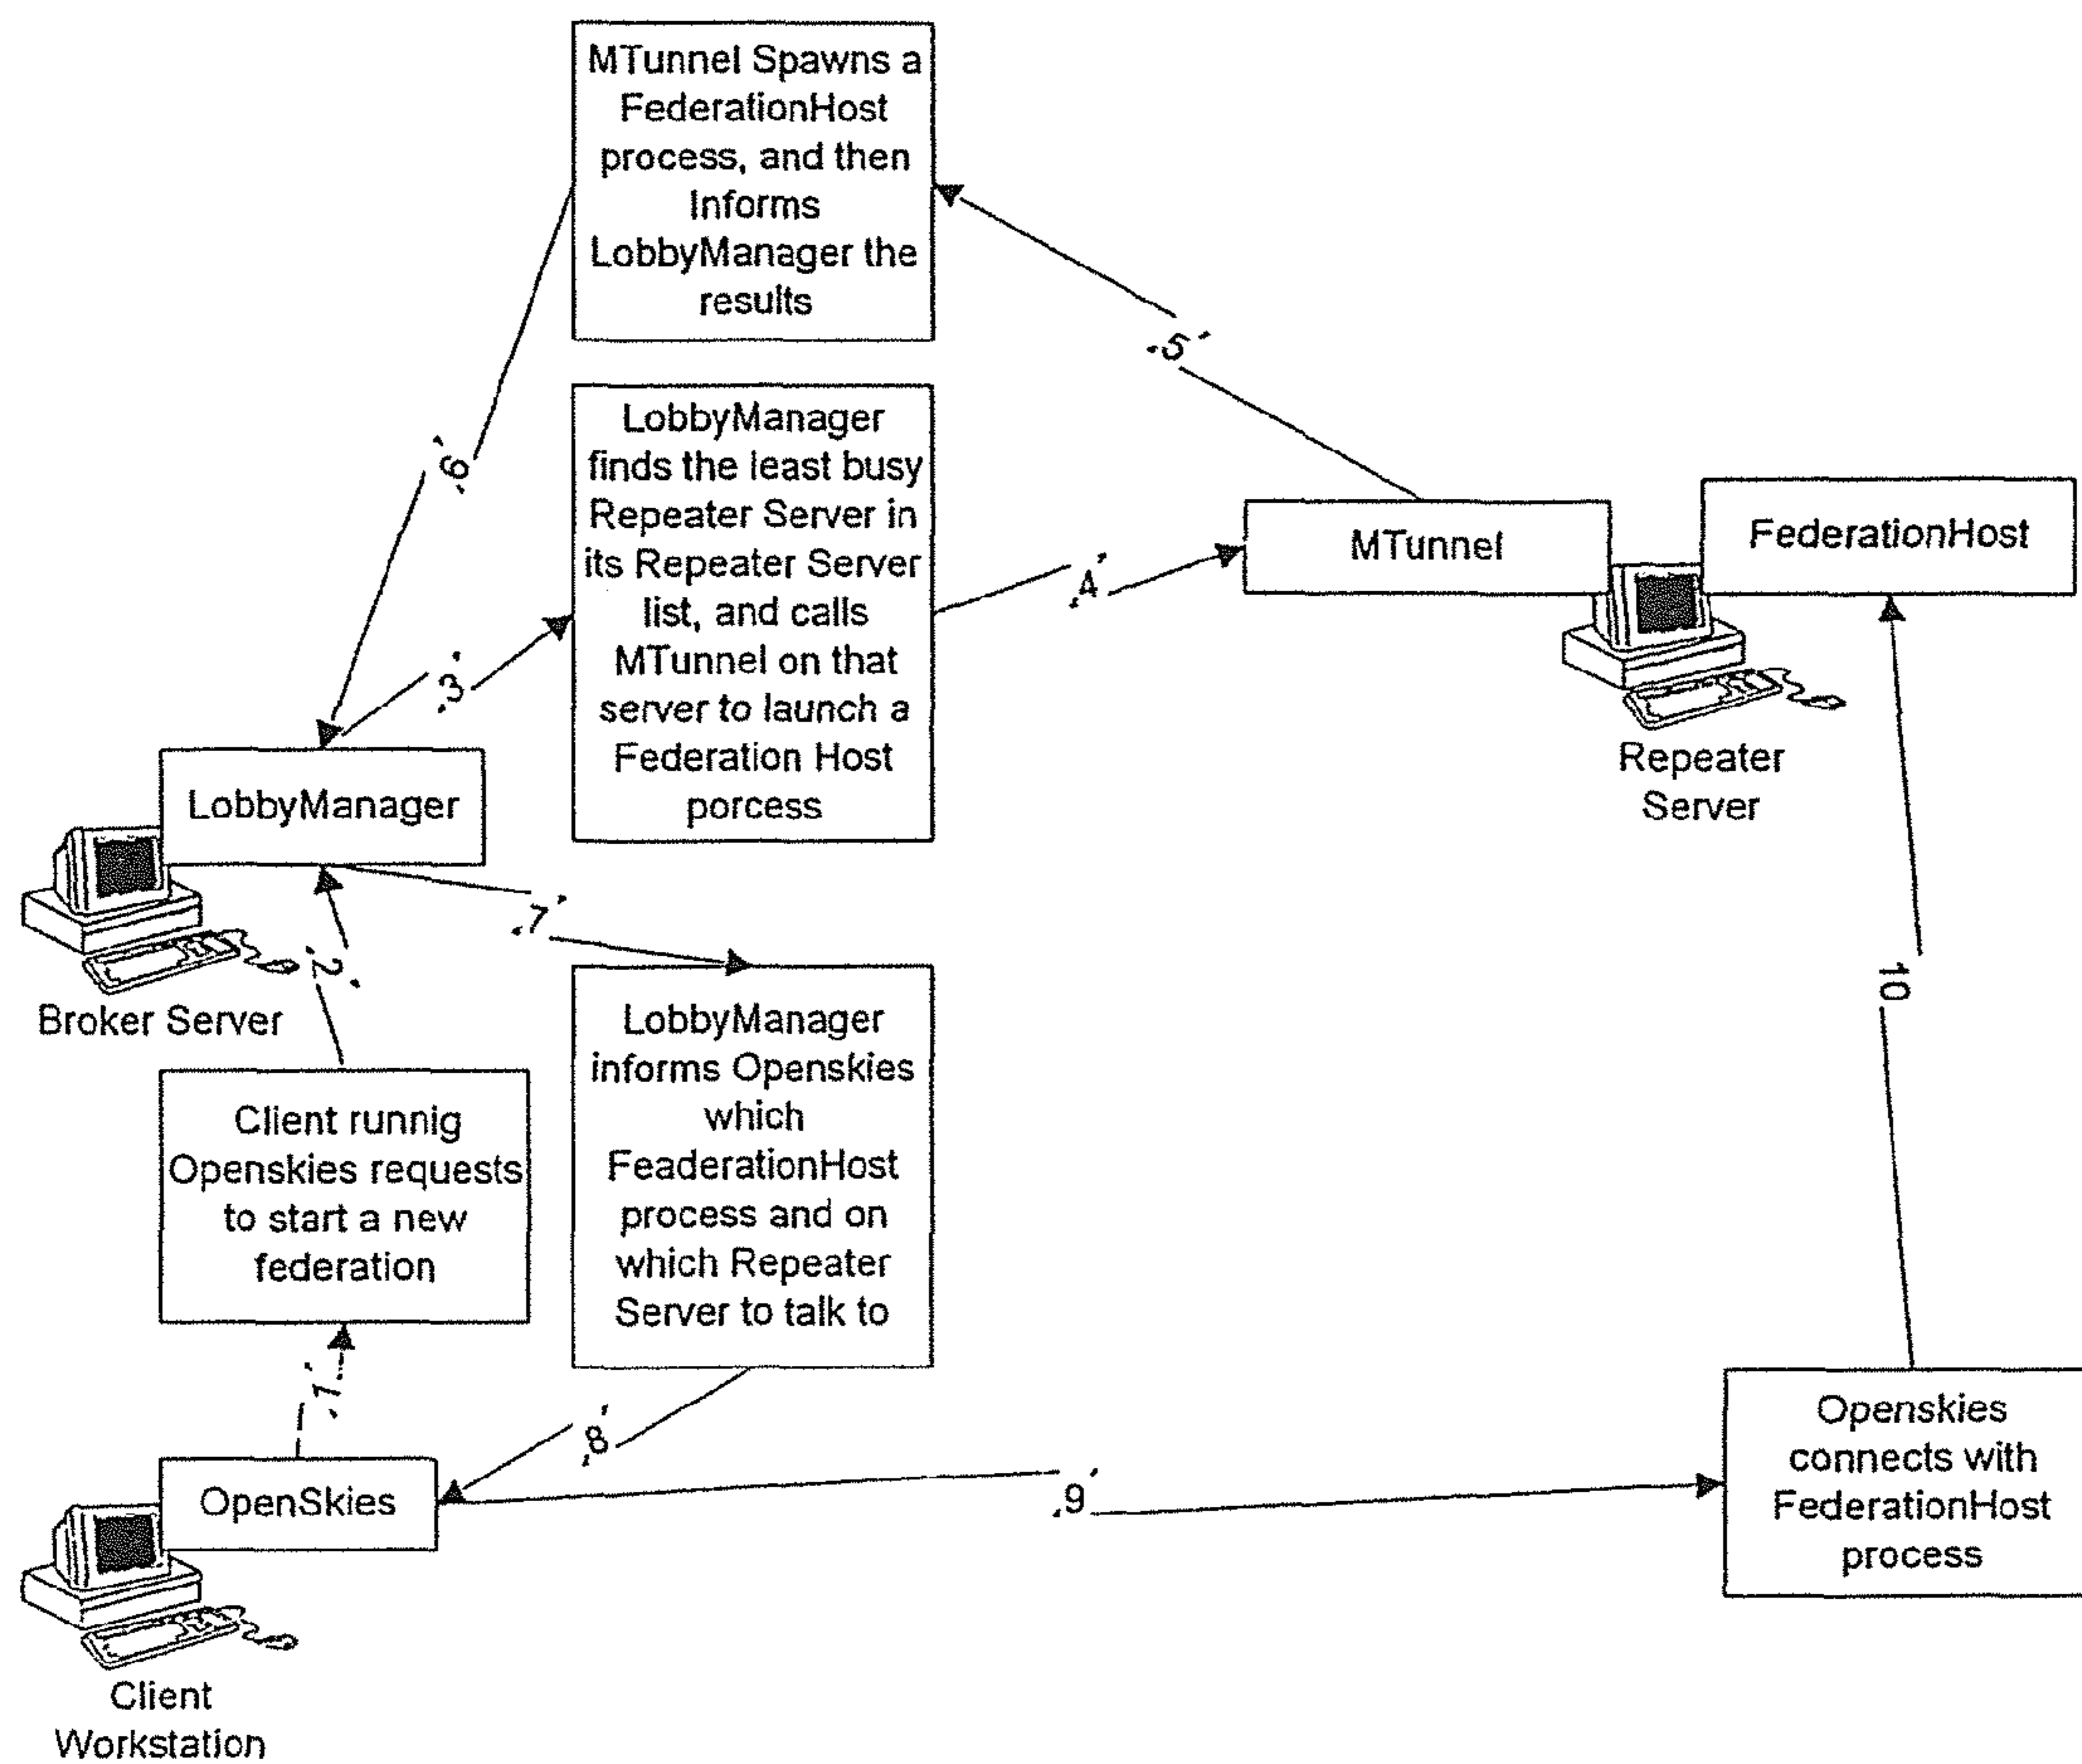 MTunnel Spawns a
FederationHost
process, and then
Informs
LobbyManager the
results
.5'
.6'
LobbyManager
finds the least busy
Repeater Server in
its Repeater Server
list, and calls
MTunnel on that
server to launch a
Federation Host
porcess
.4'
MTunnel
FederationHost
.3'
Repeater
Server
LobbyManager
Broker Server
.7'
.2'
10
LobbyManager
informs Openskies
which
FeaderationHost
process and on
which Repeater
Server to talk to
Client runnig
Openskies requests
to start a new
federation
.1'
.8'
OpenSkies
.9'
Openskies
connects with
FederationHost
process
Client
Workstation